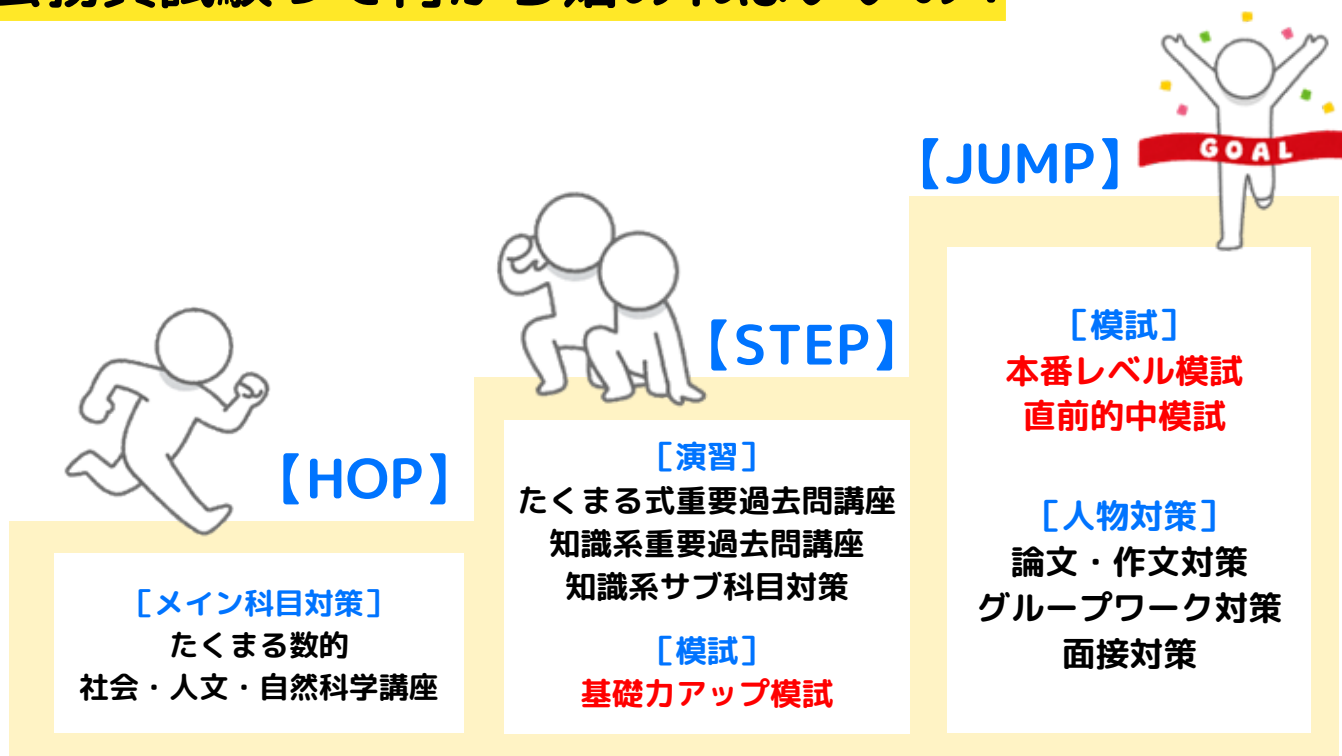 【HOP】
［メイン科目対策］
たくまる数的
社会・人文・自然科学講座
【STEP】
［演習］
たくまる式重要過去問講座
知識系重要過去問講座
知識系サブ科目対策
［模試］
基礎力アップ模試
【JUMP】
GOAL
［模試］
本番レベル模試
直前的中模試
［人物対策］
論文・作文対策
グループワーク対策
面接対策